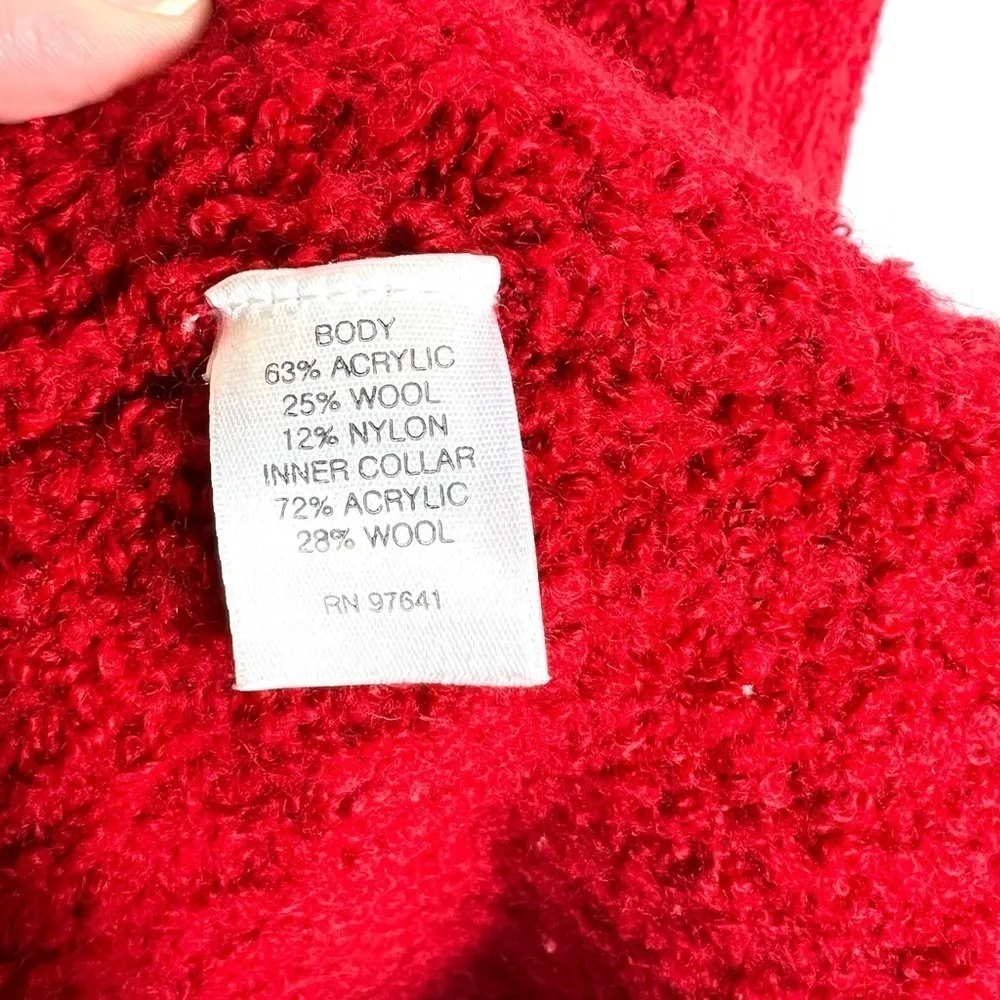 BODY
63% ACRYLIC
25% WOOL
12% NYLON
INNER COLLAR
72% ACRYLIC
28% WOOL
RN 97641